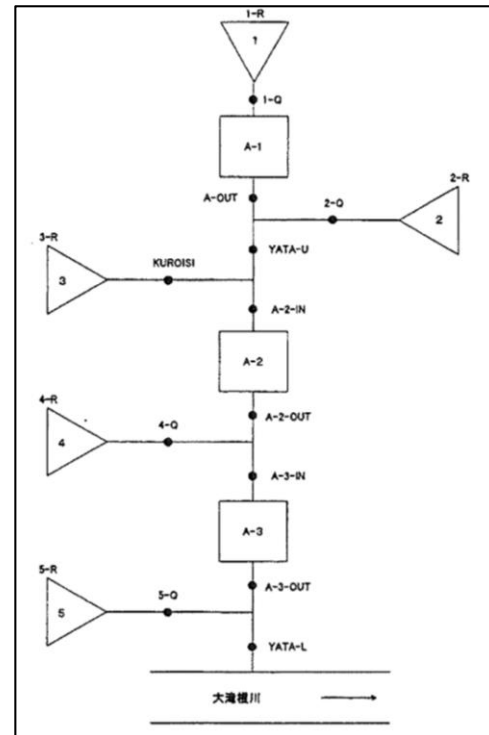 1-R
1
1-Q
A-1
A-OUT
2-R
2-Q
2
YATA-U
3-R
KUROISI
3
A-2-IN
A-2
A-2-OUT
4-R
4-Q
4
A-3-IN
A-3
A-3-OUT
5-R
5-Q
5
YATA-L
大滝根川